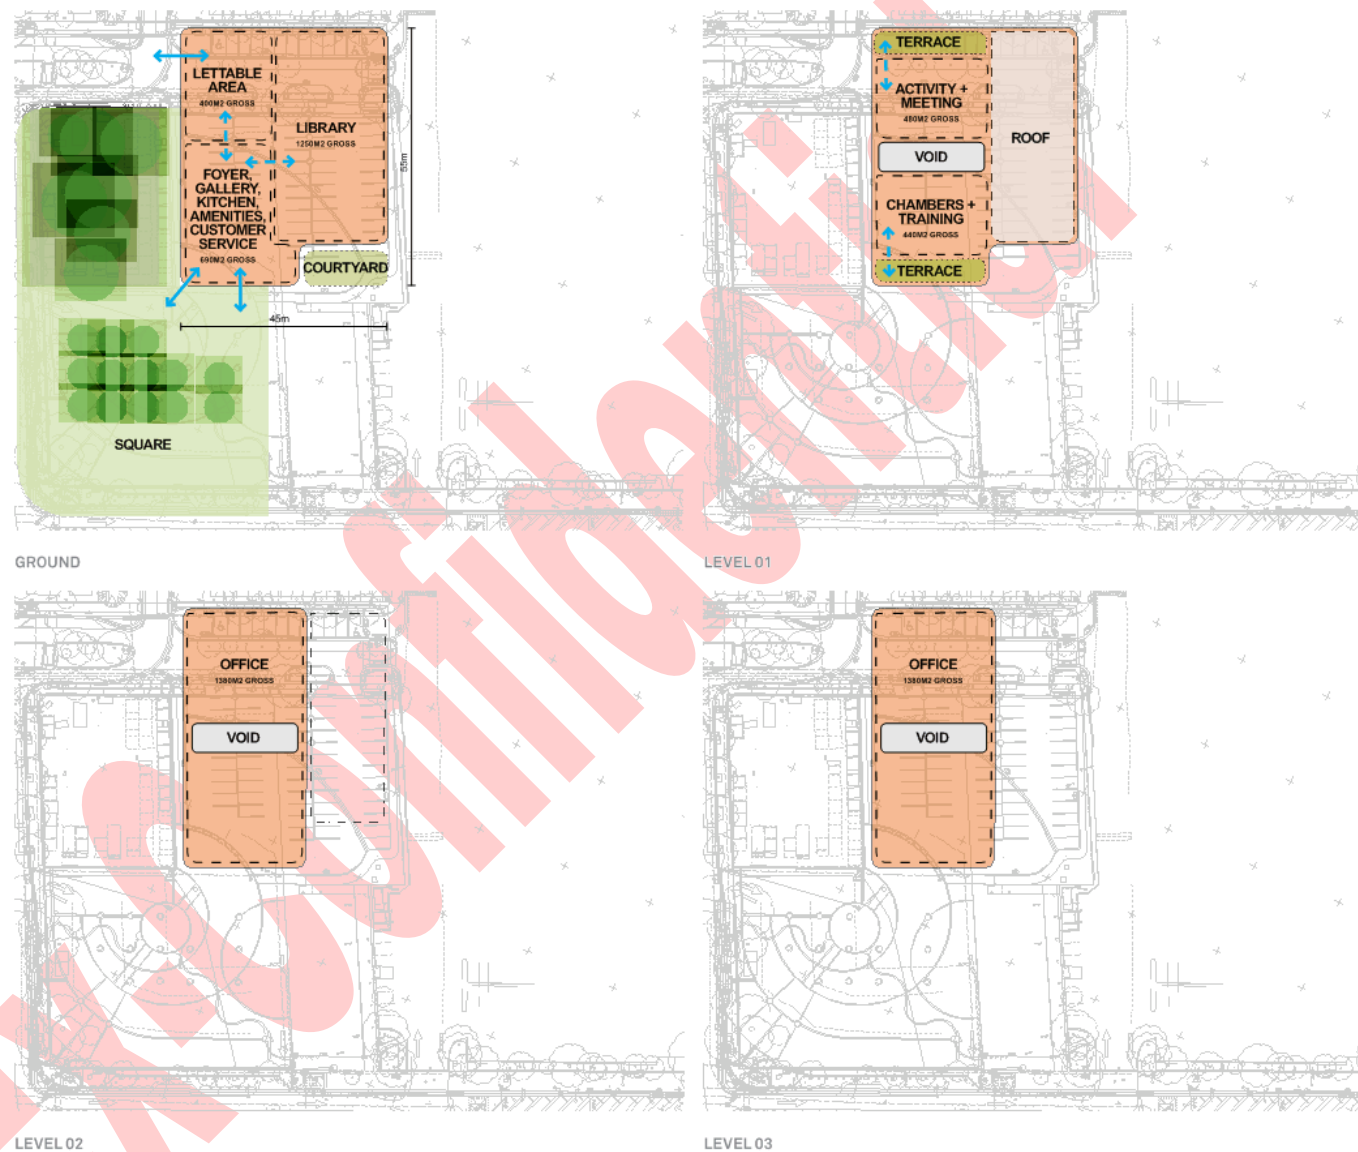 LETTABLE
AREA
400M2 GROSS
LIBRARY
1250M2 GROSS
FOYER,
GALLERY,
KITCHEN,
AMENITIES,
CUSTOMER
SERVICE
690M2 GROSS
COURTYARD
55m
45m
SQUARE
GROUND
TERRACE
ACTIVITY +
MEETING
480M2 GROSS
ROOF
VOID
CHAMBERS +
TRAINING
440M2 GROSS
TERRACE
LEVEL 01
OFFICE
1380M2 GROSS
VOID
LEVEL 02
OFFICE
1380M2 GROSS
VOID
LEVEL 03
x-Confidential